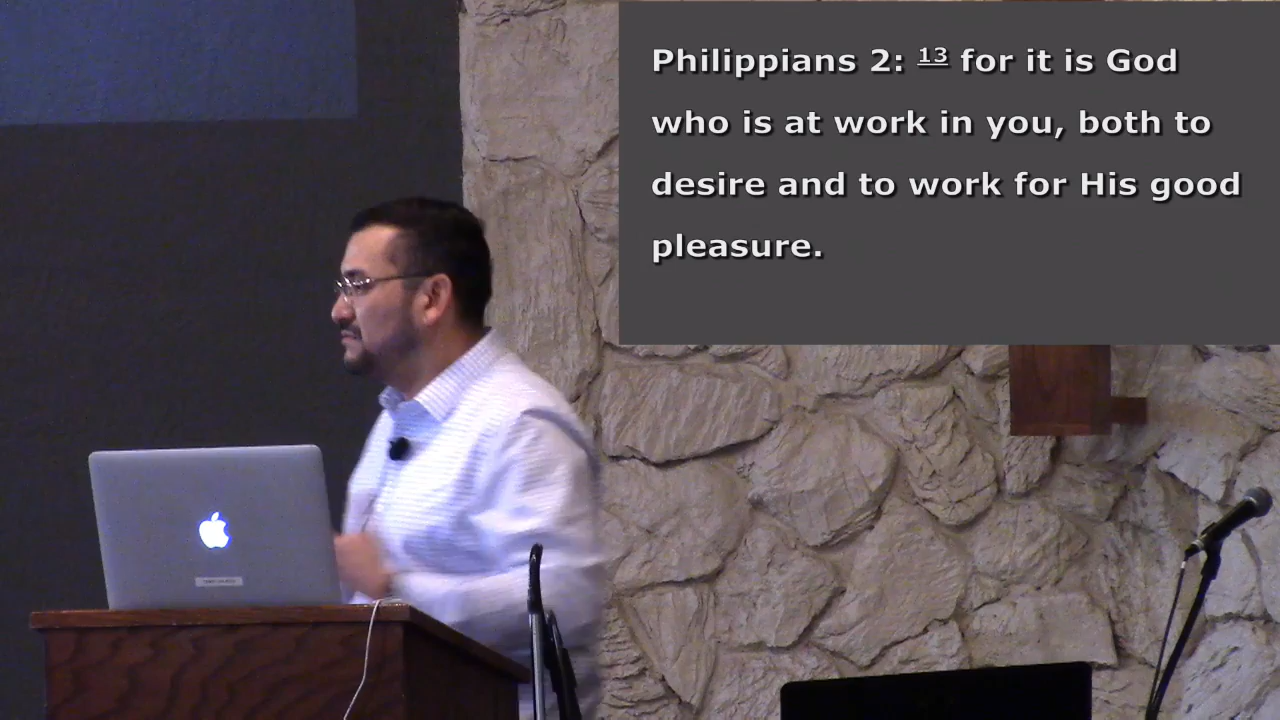 Philippians 2: 13 for it is God
who is at work in you, both to
desire and to work for His good
pleasure.